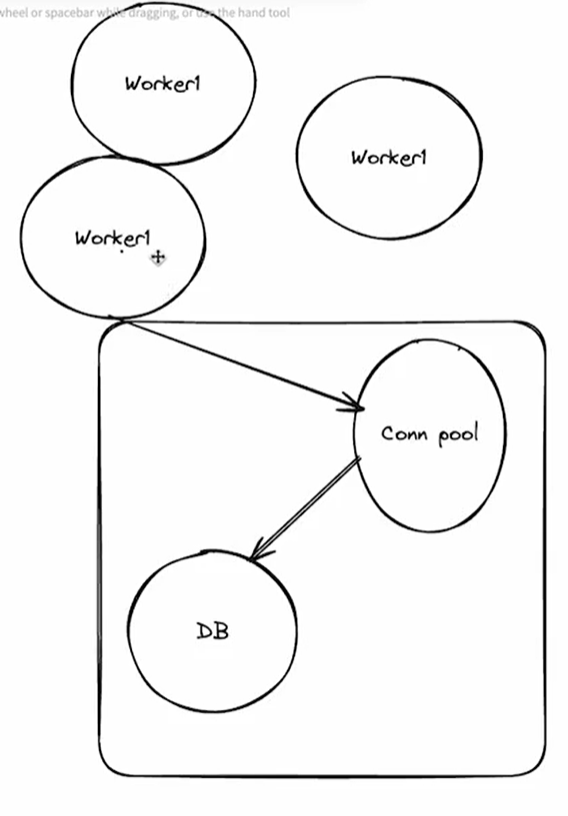 wheel or spacebar while dragging, or use the hand tool
Worker1
Worker1
Worker1
Conn pool
DB